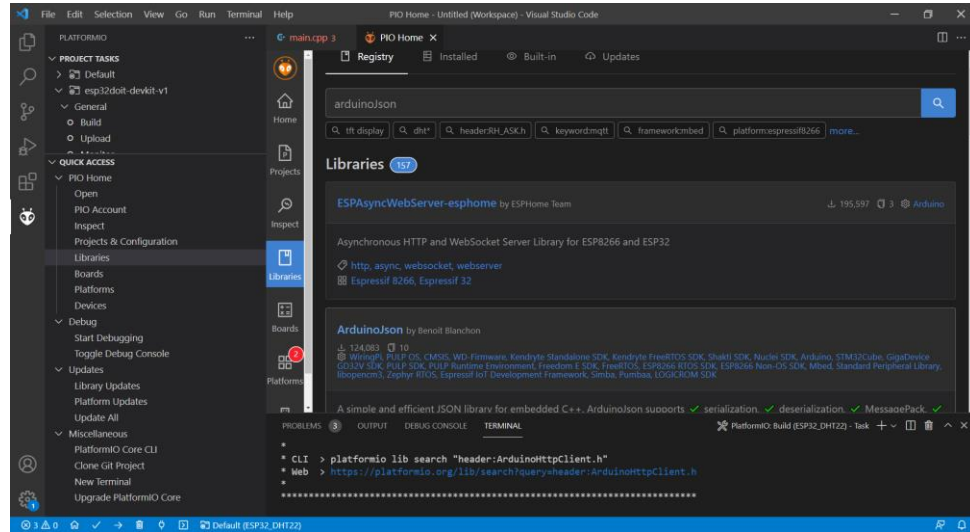 File Edit Selection View Go Run Terminal Help
PIO Home - Untitled (Workspace) - Visual Studio Code
PLATFORMIO ...
PROJECT TASKS
Default
esp32doit-devkit-v1
General
Build
Upload
QUICK ACCESS
PIO Home
Open
PIO Account
Inspect
Projects & Configuration
Libraries
Boards
Platforms
Devices
Debug
Start Debugging
Toggle Debug Console
Updates
Library Updates
Platform Updates
Update All
Miscellaneous
PlatformIO Core CLI
Clone Git Project
New Terminal
Upgrade PlatformIO Core
1
main.cpp 3
PIO Home
Home
Projects
Inspect
Libraries
Boards
2
Platforms
Registry Installed Built-in Updates
arduinoJson
tft display dht* header:RH_ASK.h keyword:mqtt framework:mbed platform:espressif8266 more...
Libraries 157
ESPAsyncWebServer-esphome by ESPHome Team 195,597 3 Arduino
Asynchronous HTTP and WebSocket Server Library for ESP8266 and ESP32
http, async, websocket, webserver
Espressif 8266, Espressif 32
ArduinoJson by Benoit Blanchon
124,083 10
WiringPi, PULP OS, CMSIS, WD-Firmware, Kendryte Standalone SDK, Kendryte FreeRTOS SDK, Shakti SDK, Nuclei SDK, Arduino, STM32Cube, GigaDevice
GD32V SDK, PULP SDK, PULP Runtime Environment, Freedom E SDK, FreeRTOS, ESP8266 RTOS SDK, ESP8266 Non-OS SDK, Mbed, Standard Peripheral Library,
libopencm3, Zephyr RTOS, Espressif IoT Development Framework, Simba, Pumbaa, LOGICROM SDK
A simple and efficient JSON library for embedded C++. ArduinoJson supports ✓ serialization, ✓ deserialization, ✓ MessagePack, ✓
PROBLEMS 3 OUTPUT DEBUG CONSOLE TERMINAL
PlatformIO: Build (ESP32_DHT22) - Task
*
* CLI > platformio lib search "header:ArduinoHttpClient.h"
* Web > https://platformio.org/lib/search?query=header:ArduinoHttpClient.h
*
***************************************************************************
3 0 Default (ESP32_DHT22)